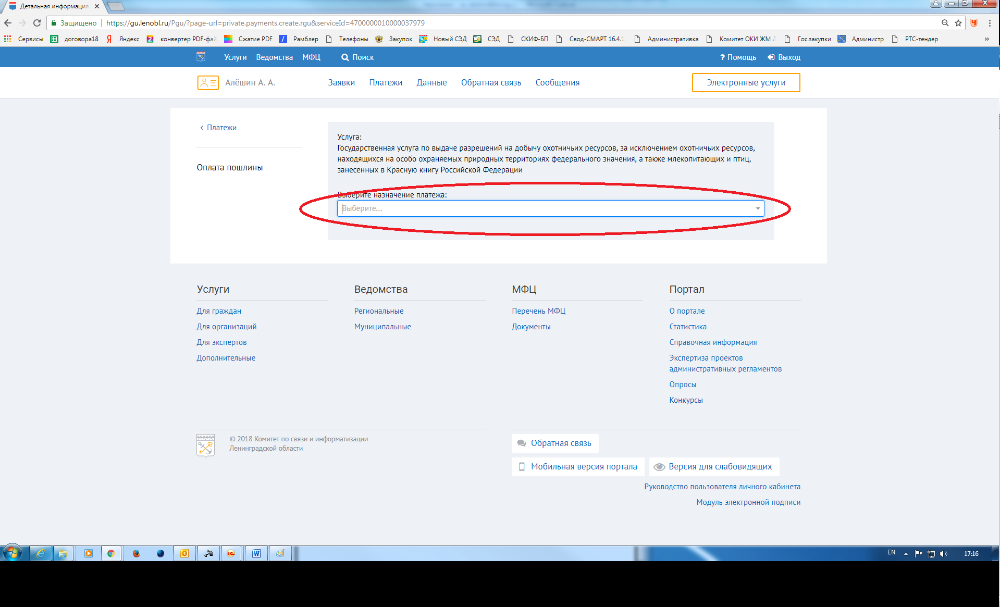 Детальная информация
Защищено
https://gu.lenobl.ru/Pgu/?page-url=private.payments.create.rgu&serviceId=4700000010000037979
Сервисы договора18 Яндекс конвертер PDF-фай Сжатие PDF Рамблер Телефоны Закупок Новый СЭД СЭД СКИФ-БП Свод-СМАРТ 16.4.1. Административка Комитет ОКИ ЖМ Гос.закупки Администр РТС-тендер »
Услуги Ведомства МФЦ Поиск ? Помощь Выход
Алёшин А. А. Заявки Платежи Данные Обратная связь Сообщения Электронные услуги
‹ Платежи
Оплата пошлины
Услуга:
Государственная услуга по выдаче разрешений на добычу охотничьих ресурсов, за исключением охотничьих ресурсов,
находящихся на особо охраняемых природных территориях федерального значения, а также млекопитающих и птиц,
занесенных в Красную книгу Российской Федерации
Выберите назначение платежа:
Выберите...
Услуги
Для граждан
Для организаций
Для экспертов
Дополнительные
Ведомства
Региональные
Муниципальные
МФЦ
Перечень МФЦ
Документы
Портал
О портале
Статистика
Справочная информация
Экспертиза проектов
административных регламентов
Опросы
Конкурсы
© 2018 Комитет по связи и информатизации
Ленинградской области
Обратная связь
Мобильная версия портала Версия для слабовидящих
Руководство пользователя личного кабинета
Модуль электронной подписи
EN 17:16